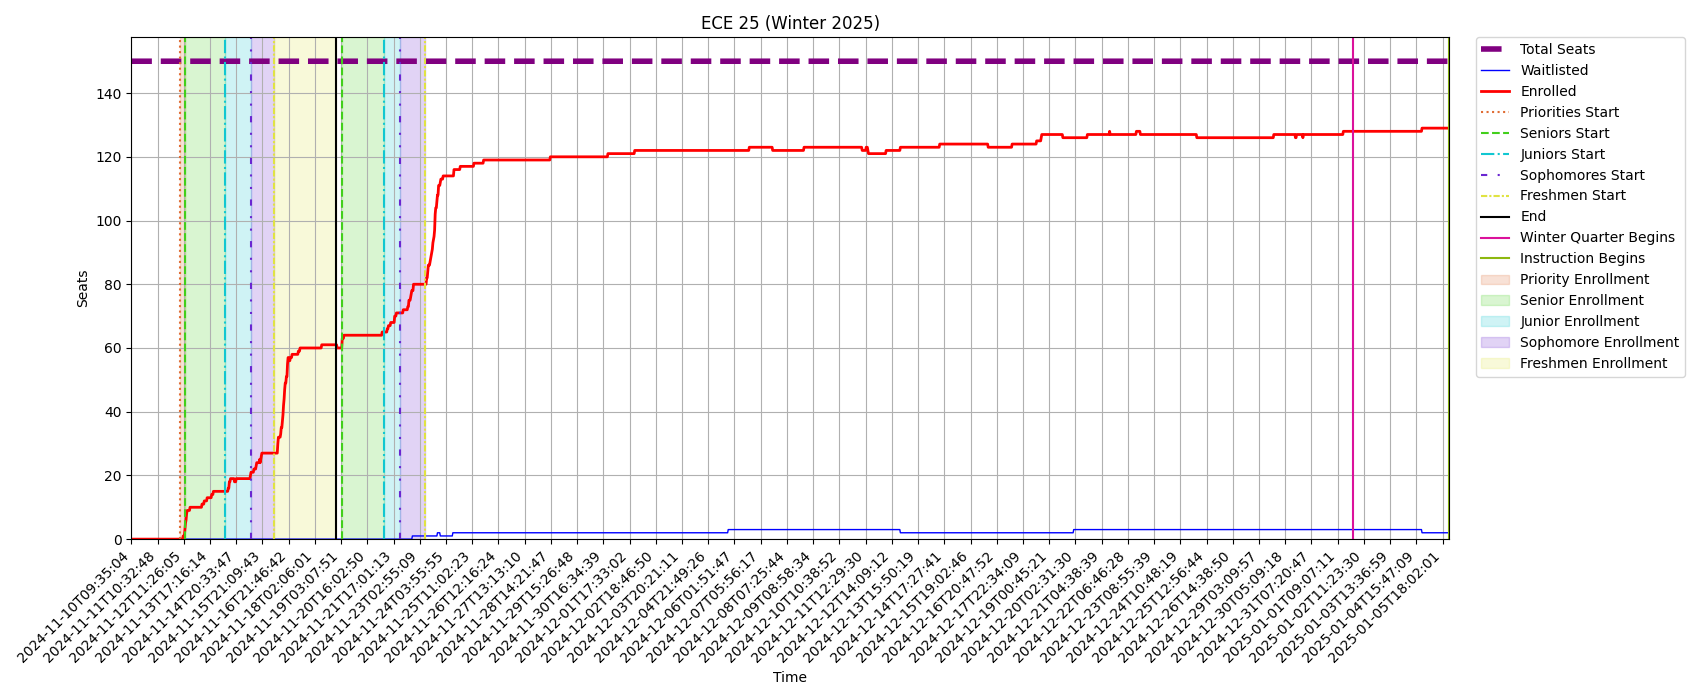 ECE 25 (Winter 2025)
Seats
140
120
100
80
60
40
20
0
2024-11-10T09:35:04
2024-11-11T10:32:48
2024-11-12T11:26:05
2024-11-13T17:16:14
2024-11-14T20:33:47
2024-11-15T21:09:43
2024-11-16T21:46:42
2024-11-18T02:06:01
2024-11-19T03:07:51
2024-11-20T16:02:50
2024-11-21T17:01:13
2024-11-23T02:55:09
2024-11-24T03:55:55
2024-11-25T11:02:23
2024-11-26T12:16:24
2024-11-27T13:13:10
2024-11-28T14:21:47
2024-11-29T15:26:48
2024-11-30T16:34:39
2024-12-01T17:33:02
2024-12-02T18:46:50
2024-12-03T20:21:11
2024-12-04T21:49:26
2024-12-06T01:51:47
2024-12-07T05:56:17
2024-12-08T07:25:44
2024-12-09T08:58:34
2024-12-10T10:38:52
2024-12-11T12:29:30
2024-12-12T14:09:12
2024-12-13T15:50:19
2024-12-14T17:27:41
2024-12-15T19:02:46
2024-12-16T20:47:52
2024-12-17T22:34:09
2024-12-19T00:45:21
2024-12-20T02:31:30
2024-12-21T04:38:39
2024-12-22T06:46:28
2024-12-23T08:55:39
2024-12-24T10:48:19
2024-12-25T12:56:44
2024-12-26T14:38:50
2024-12-29T03:09:57
2024-12-30T05:09:18
2024-12-31T07:20:47
2025-01-01T09:07:11
2025-01-02T11:23:30
2025-01-03T13:36:59
2025-01-04T15:47:09
2025-01-05T18:02:01
Time
Total Seats
Waitlisted
Enrolled
Priorities Start
Seniors Start
Juniors Start
Sophomores Start
Freshmen Start
End
Winter Quarter Begins
Instruction Begins
Priority Enrollment
Senior Enrollment
Junior Enrollment
Sophomore Enrollment
Freshmen Enrollment